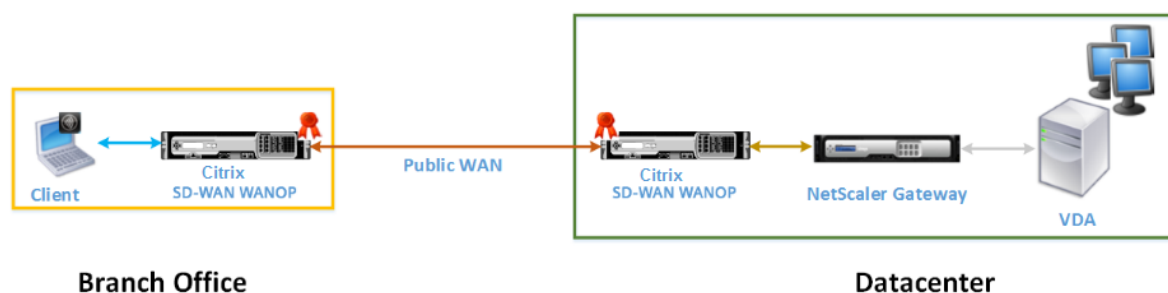 Client
Citrix
SD-WAN WANOP
Public WAN
Citrix
SD-WAN WANOP
NetScaler Gateway
VDA
Branch Office
Datacenter